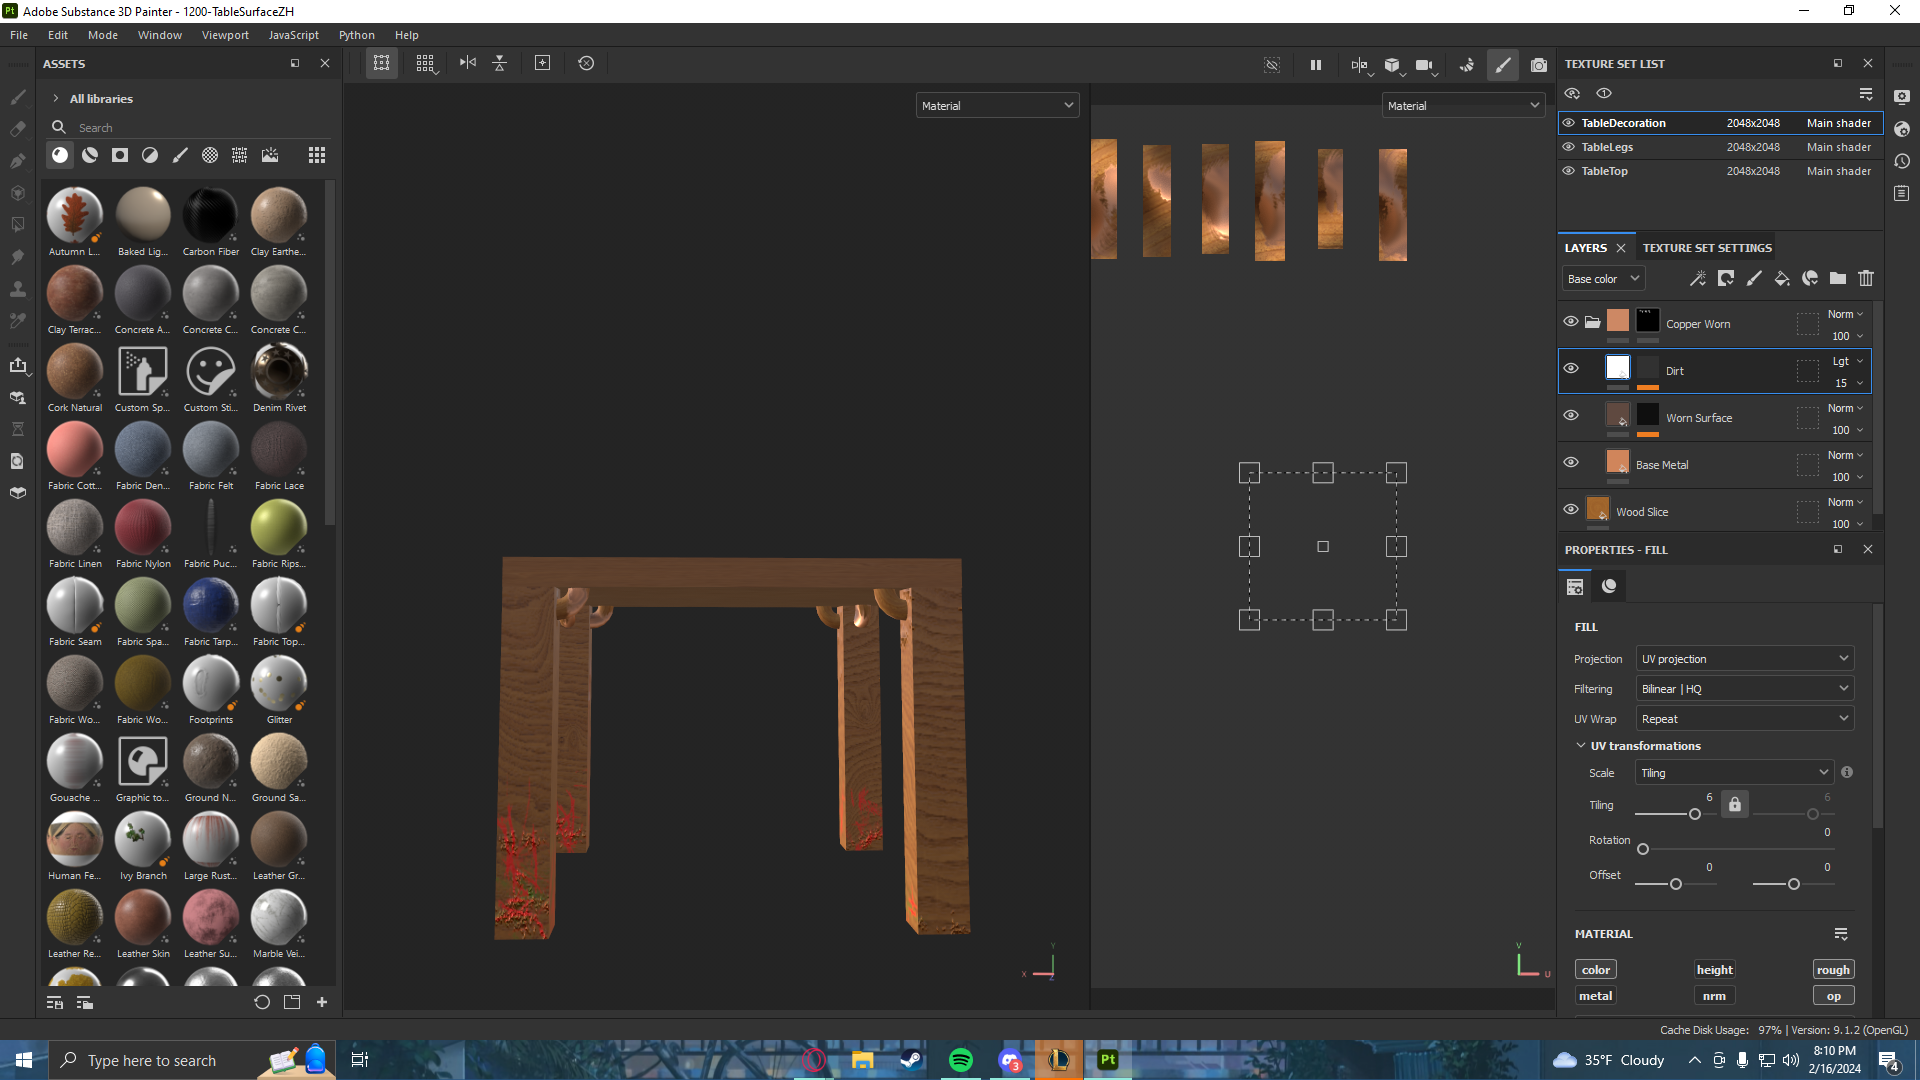 Adobe Substance 3D Painter - 1200-TableSurfaceZH
File Edit Mode Window Viewport JavaScript Python Help
ASSETS
All libraries
Search
Autumn L... Baked Lig... Carbon Fiber Clay Earthe...
Clay Terrac... Concrete A... Concrete C... Concrete C...
Cork Natural Custom Sp... Custom Sti... Denim Rivet
Fabric Cott... Fabric Den... Fabric Felt Fabric Lace
Fabric Linen Fabric Nylon Fabric Puc... Fabric Rips...
Fabric Seam Fabric Spa... Fabric Tarp... Fabric Top...
Fabric Wo... Fabric Wo... Footprints Glitter
Gouache ... Graphic to... Ground N... Ground Sa...
Human Fe... Ivy Branch Large Rust... Leather Gr...
Leather Re... Leather Skin Leather Su... Marble Vei...
Material
Material
X Y Z
V U
TEXTURE SET LIST
TableDecoration 2048x2048 Main shader
TableLegs 2048x2048 Main shader
TableTop 2048x2048 Main shader
LAYERS TEXTURE SET SETTINGS
Base color
Copper Worn Norm 100
Dirt Lgt 15
Worn Surface Norm 100
Base Metal Norm 100
Wood Slice Norm 100
PROPERTIES - FILL
FILL
Projection UV projection
Filtering Bilinear | HQ
UV Wrap Repeat
UV transformations
Scale Tiling
Tiling 6 6
Rotation 0
Offset 0 0
MATERIAL
color height rough
metal nrm op
Cache Disk Usage: 97% | Version: 9.1.2 (OpenGL)
Type here to search
Pt
3
35°F Cloudy
8:10 PM
2/16/2024
4